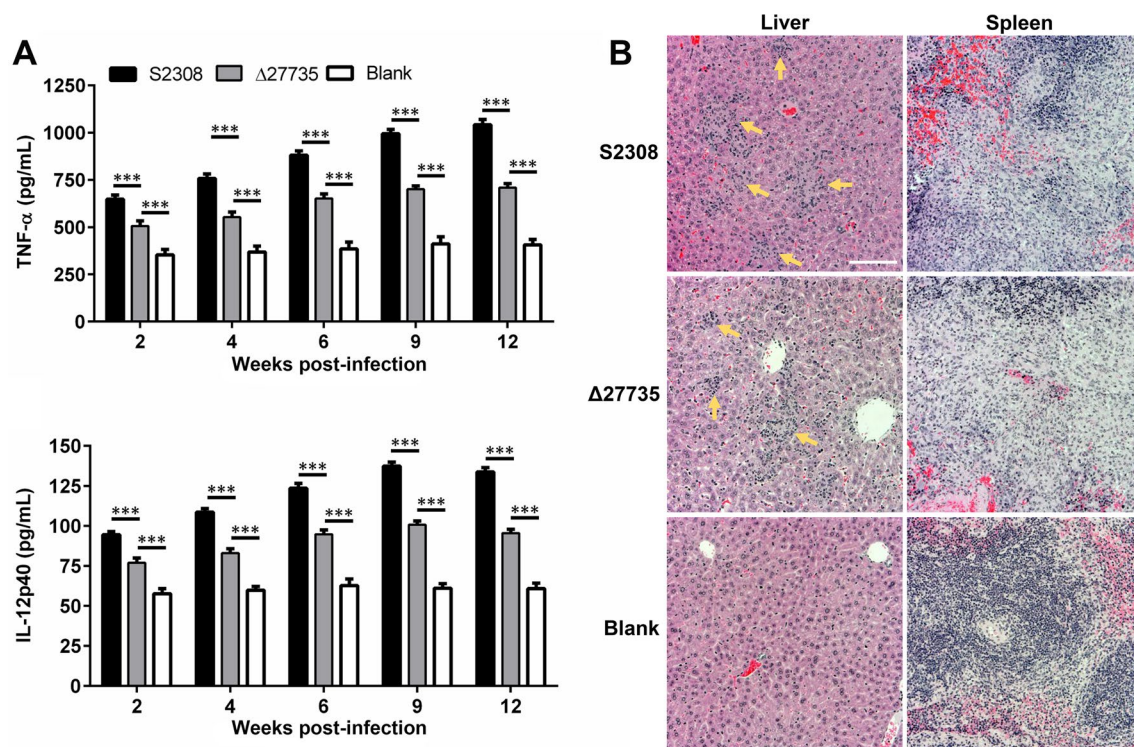 A
S2308 Δ27735 Blank
TNF-α (pg/mL)
1250
1000
750
500
250
0
*** *** *** *** *** *** *** *** *** ***
2 4 6 9 12
Weeks post-infection
IL-12p40 (pg/mL)
150
125
100
75
50
25
0
*** *** *** *** *** *** *** *** *** ***
2 4 6 9 12
Weeks post-infection
B
Liver Spleen
S2308
Δ27735
Blank